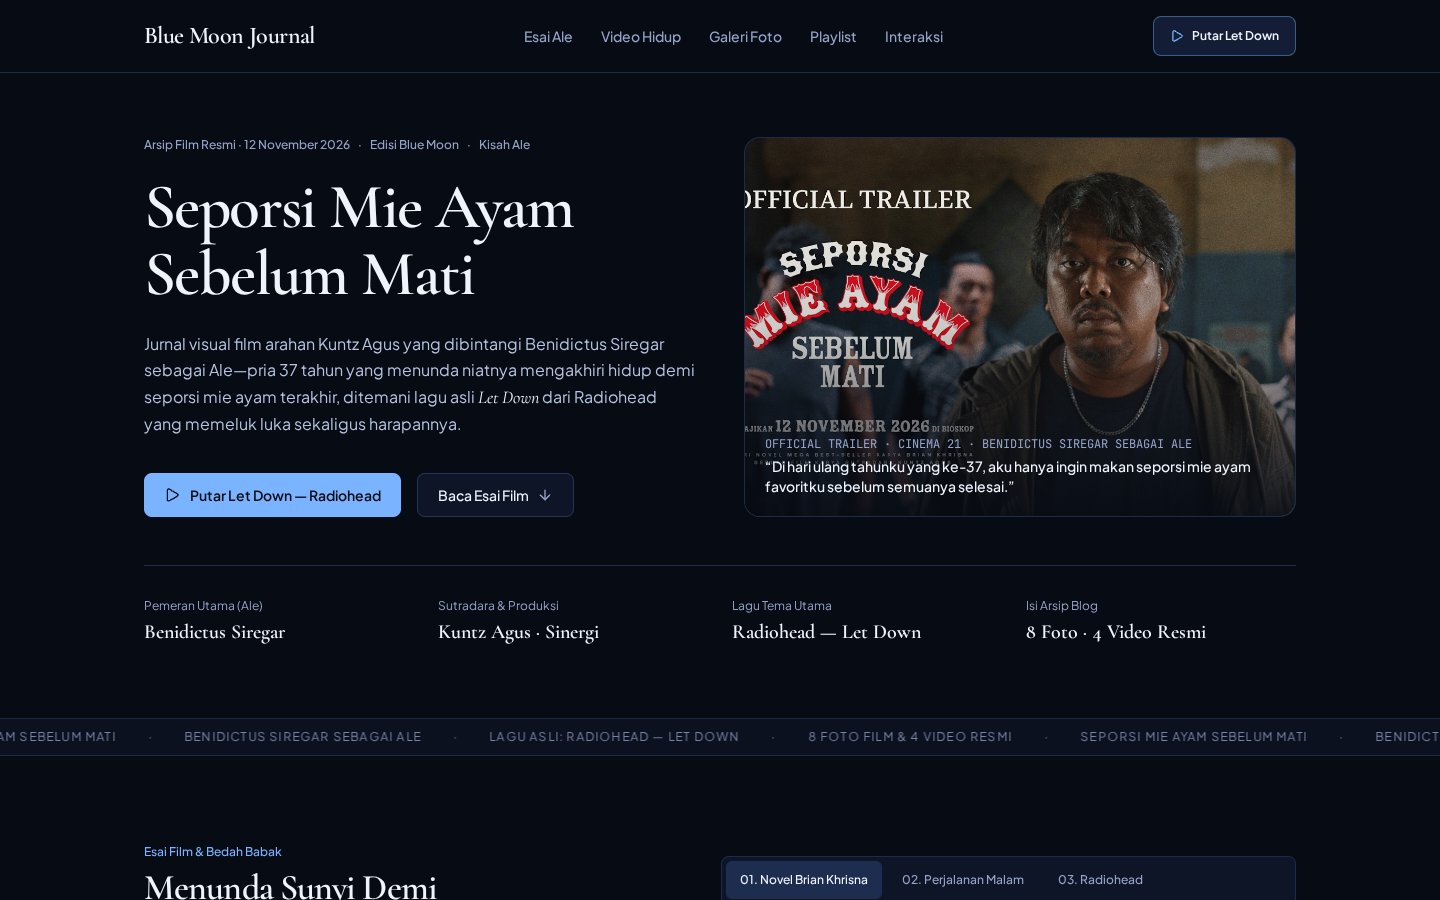 Blue Moon Journal
Esai Ale
Video Hidup
Galeri Foto
Playlist
Interaksi
Putar Let Down
Arsip Film Resmi · 12 November 2026 · Edisi Blue Moon · Kisah Ale
Seporsi Mie Ayam
Sebelum Mati
Jurnal visual film arahan Kuntz Agus yang dibintangi Benidictus Siregar
sebagai Ale—pria 37 tahun yang menunda niatnya mengakhiri hidup demi
seporsi mie ayam terakhir, ditemani lagu asli Let Down dari Radiohead
yang memeluk luka sekaligus harapannya.
Putar Let Down — Radiohead
Baca Esai Film
OFFICIAL TRAILER
SEPORSI
MIE AYAM
SEBELUM
MATI
12 NOVEMBER 2026 DI BIOSKOP
OFFICIAL TRAILER · CINEMA 21 · BENIDICTUS SIREGAR SEBAGAI ALE
“Di hari ulang tahunku yang ke-37, aku hanya ingin makan seporsi mie ayam
favoritku sebelum semuanya selesai.”
Pemeran Utama (Ale)
Benidictus Siregar
Sutradara & Produksi
Kuntz Agus · Sinergi
Lagu Tema Utama
Radiohead — Let Down
Isi Arsip Blog
8 Foto · 4 Video Resmi
AM SEBELUM MATI · BENIDICTUS SIREGAR SEBAGAI ALE · LAGU ASLI: RADIOHEAD — LET DOWN · 8 FOTO FILM & 4 VIDEO RESMI · SEPORSI MIE AYAM SEBELUM MATI · BENIDICT
Esai Film & Bedah Babak
Menunda Sunyi Demi
01. Novel Brian Khrisna
02. Perjalanan Malam
03. Radiohead